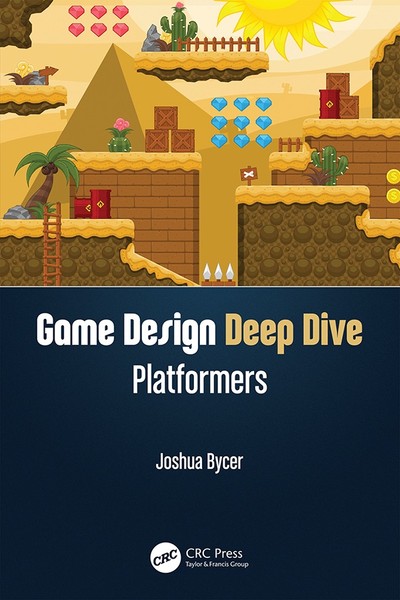 Game Design Deep Dive
Platformers
Joshua Bycer
CRC
CRC Press
Taylor & Francis Group